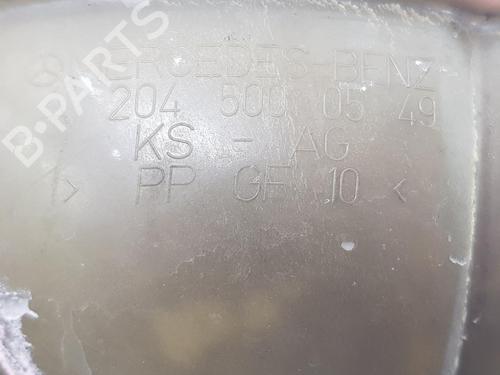 MERCEDES-BENZ
204 500 05 49
KS - AG
> PP GF 10 <
B-PARTS